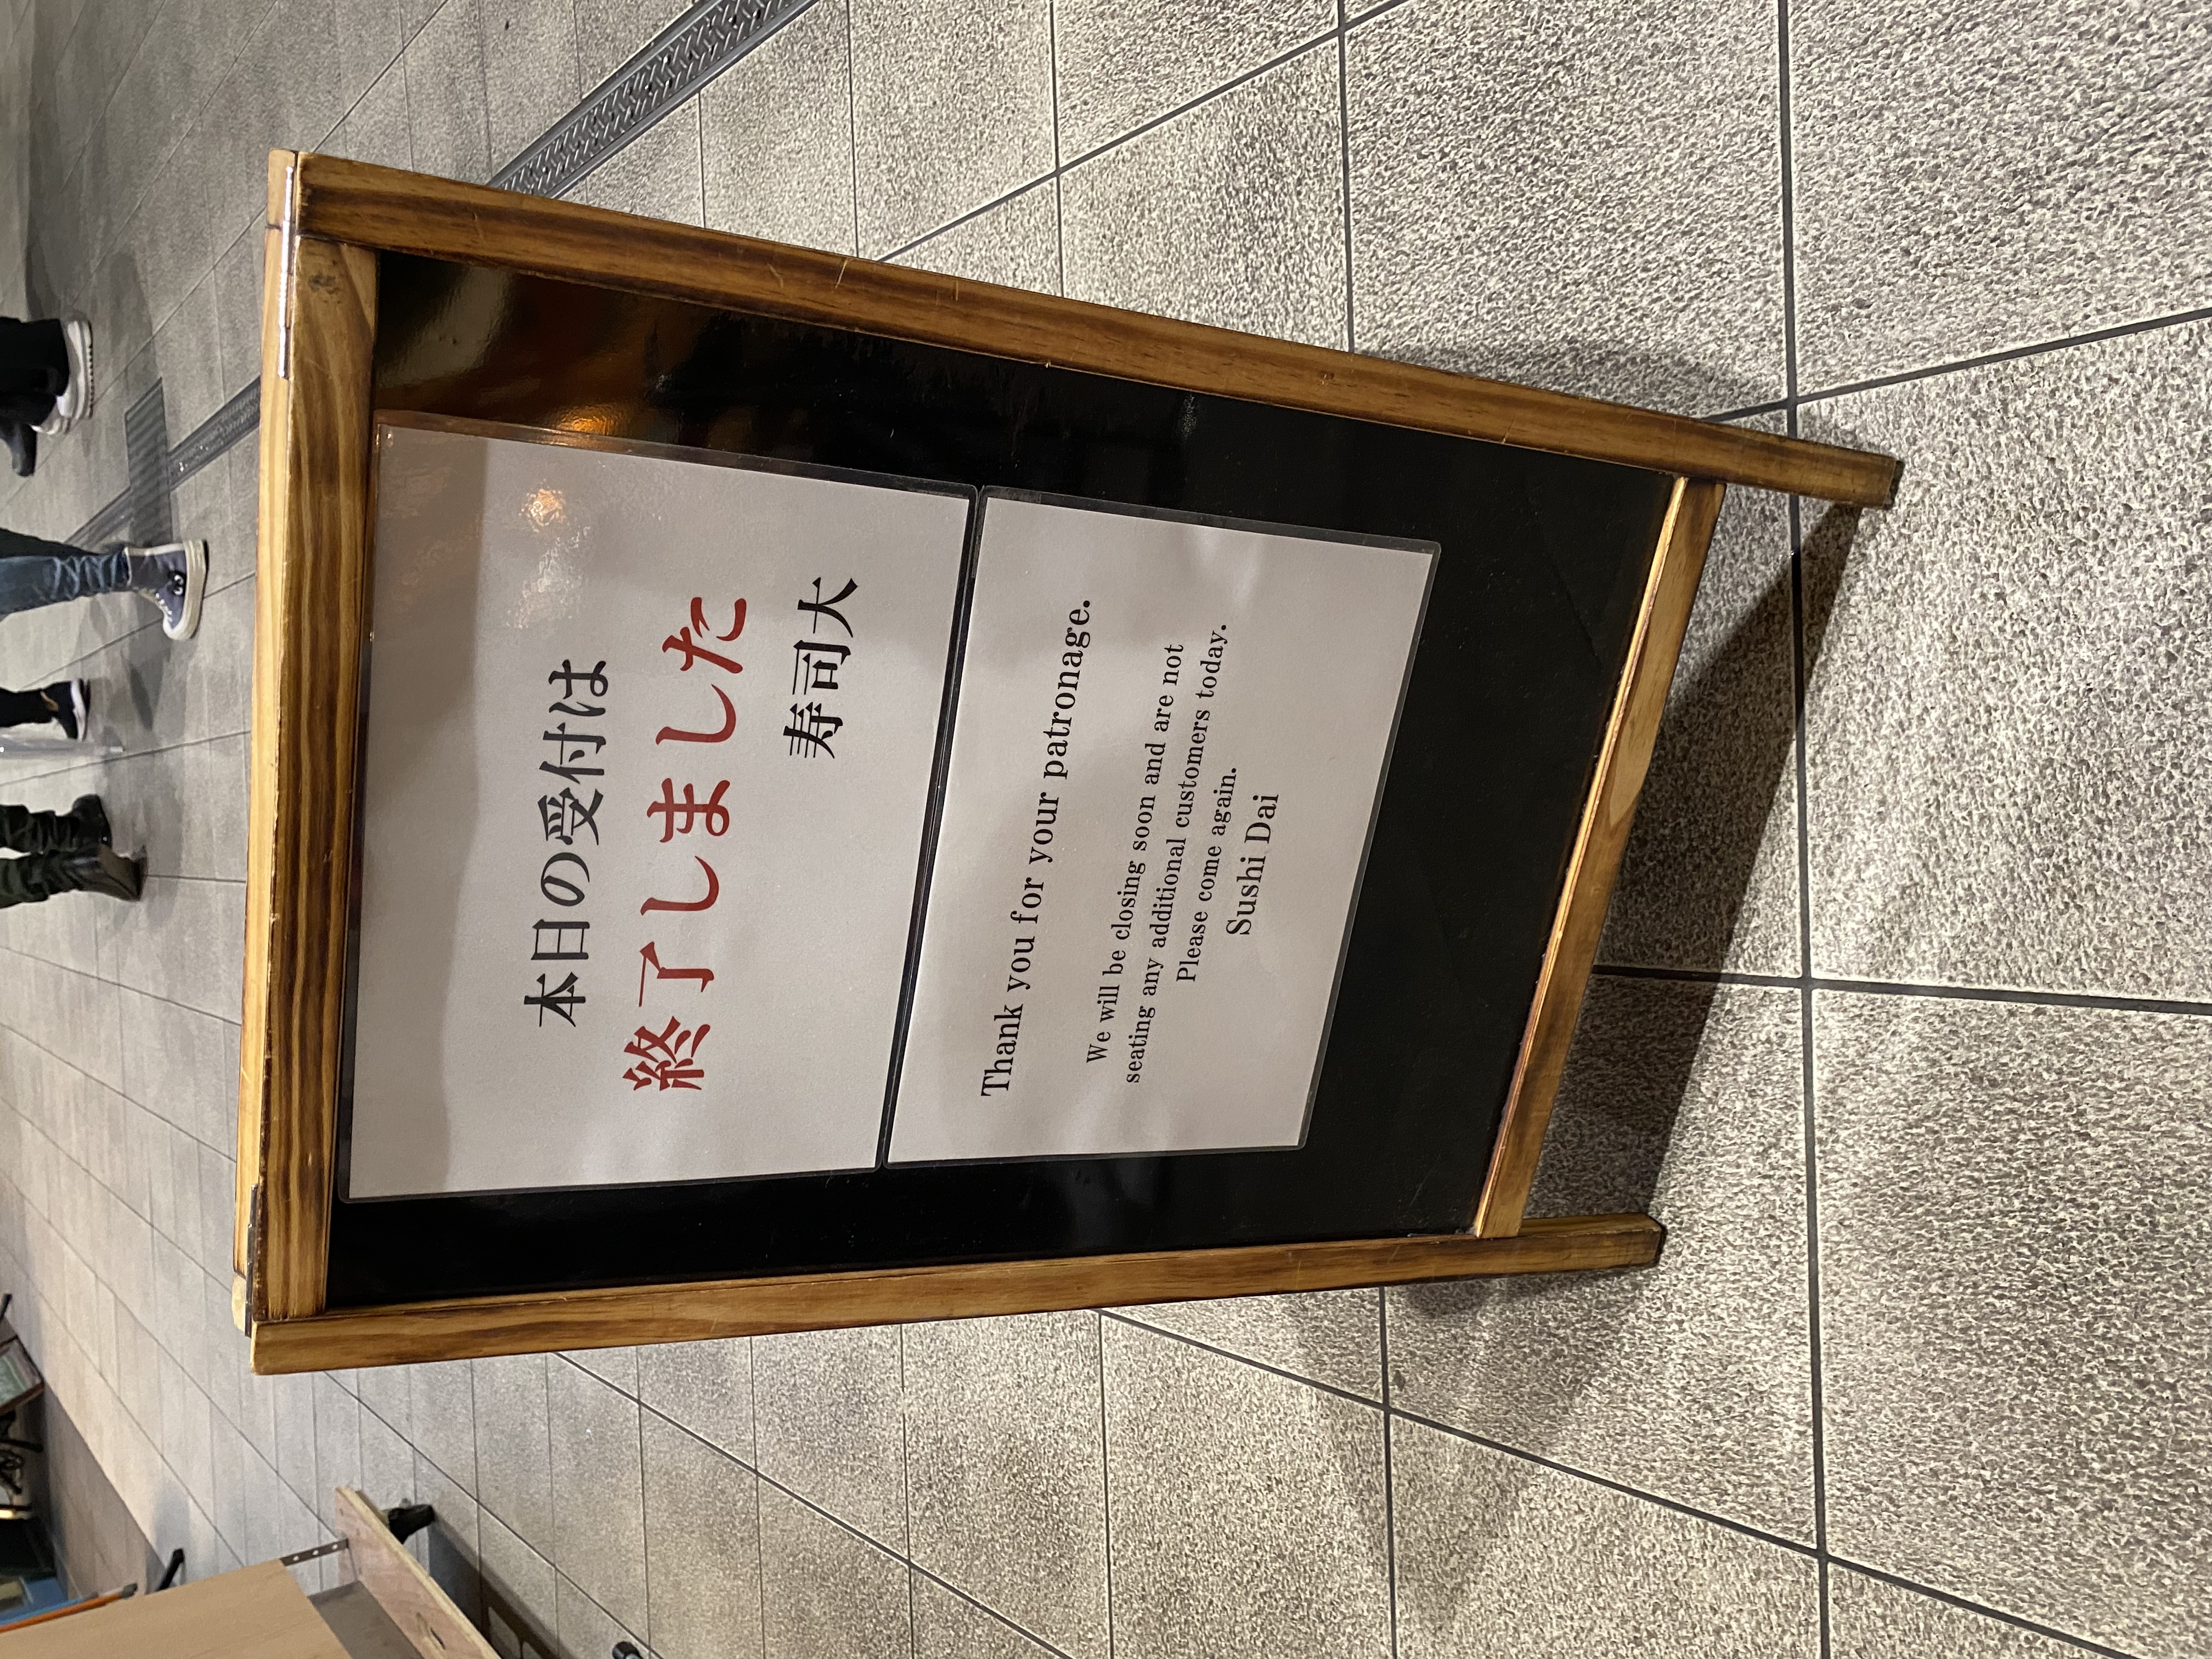 本日の受付は
終了しました
寿司大
Thank you for your patronage.
We will be closing soon and are not
seating any additional customers today.
Please come again.
Sushi Dai